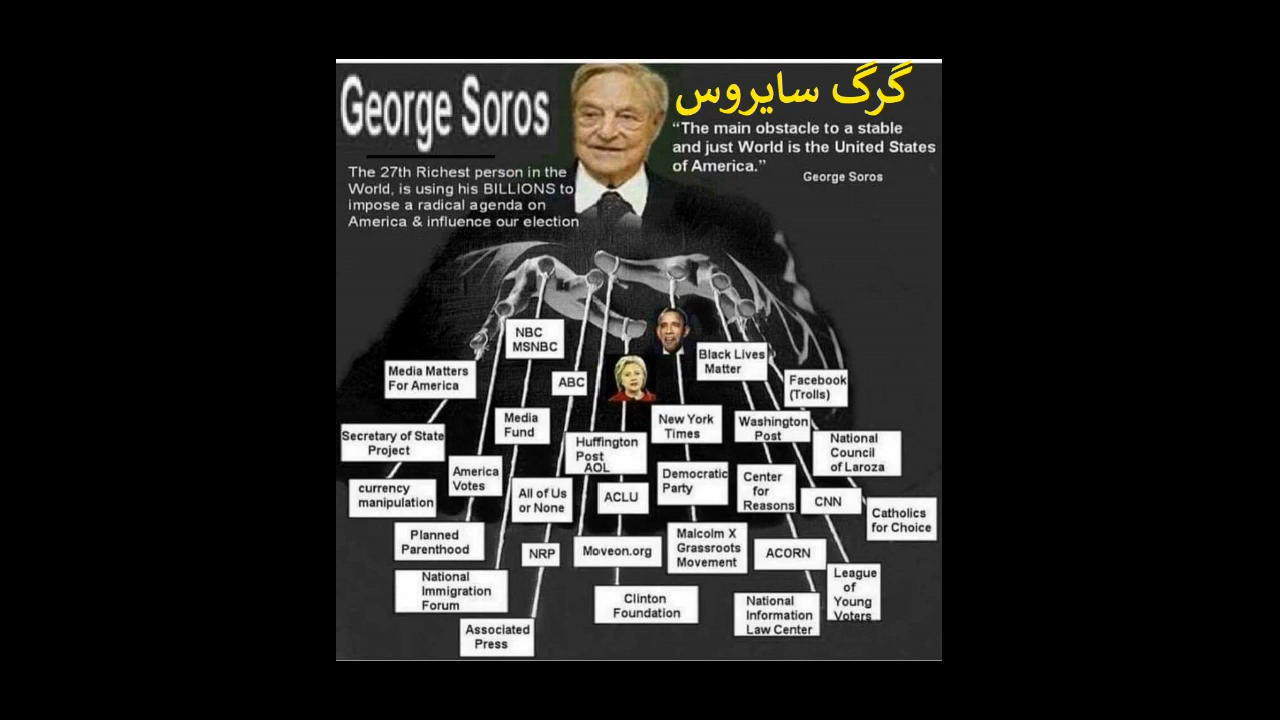 George Soros
گرگ سایروس
"The main obstacle to a stable
and just World is the United States
of America."
George Soros
The 27th Richest person in the
World, is using his BILLIONS to
impose a radical agenda on
America & influence our election
NBC
MSNBC
Black Lives
Matter
Media Matters
For America
ABC
Facebook
(Trolls)
Media
Fund
New York
Times
Washington
Post
Secretary of State
Project
Huffington
Post
AOL
National
Council
of Laroza
America
Votes
Democratic
Party
Center
for
Reasons
currency
manipulation
All of Us
or None
ACLU
CNN
Catholics
for Choice
Planned
Parenthood
NRP
Moveon.org
Malcolm X
Grassroots
Movement
ACORN
National
Immigration
Forum
Clinton
Foundation
League
of
Young
Voters
National
Information
Law Center
Associated
Press